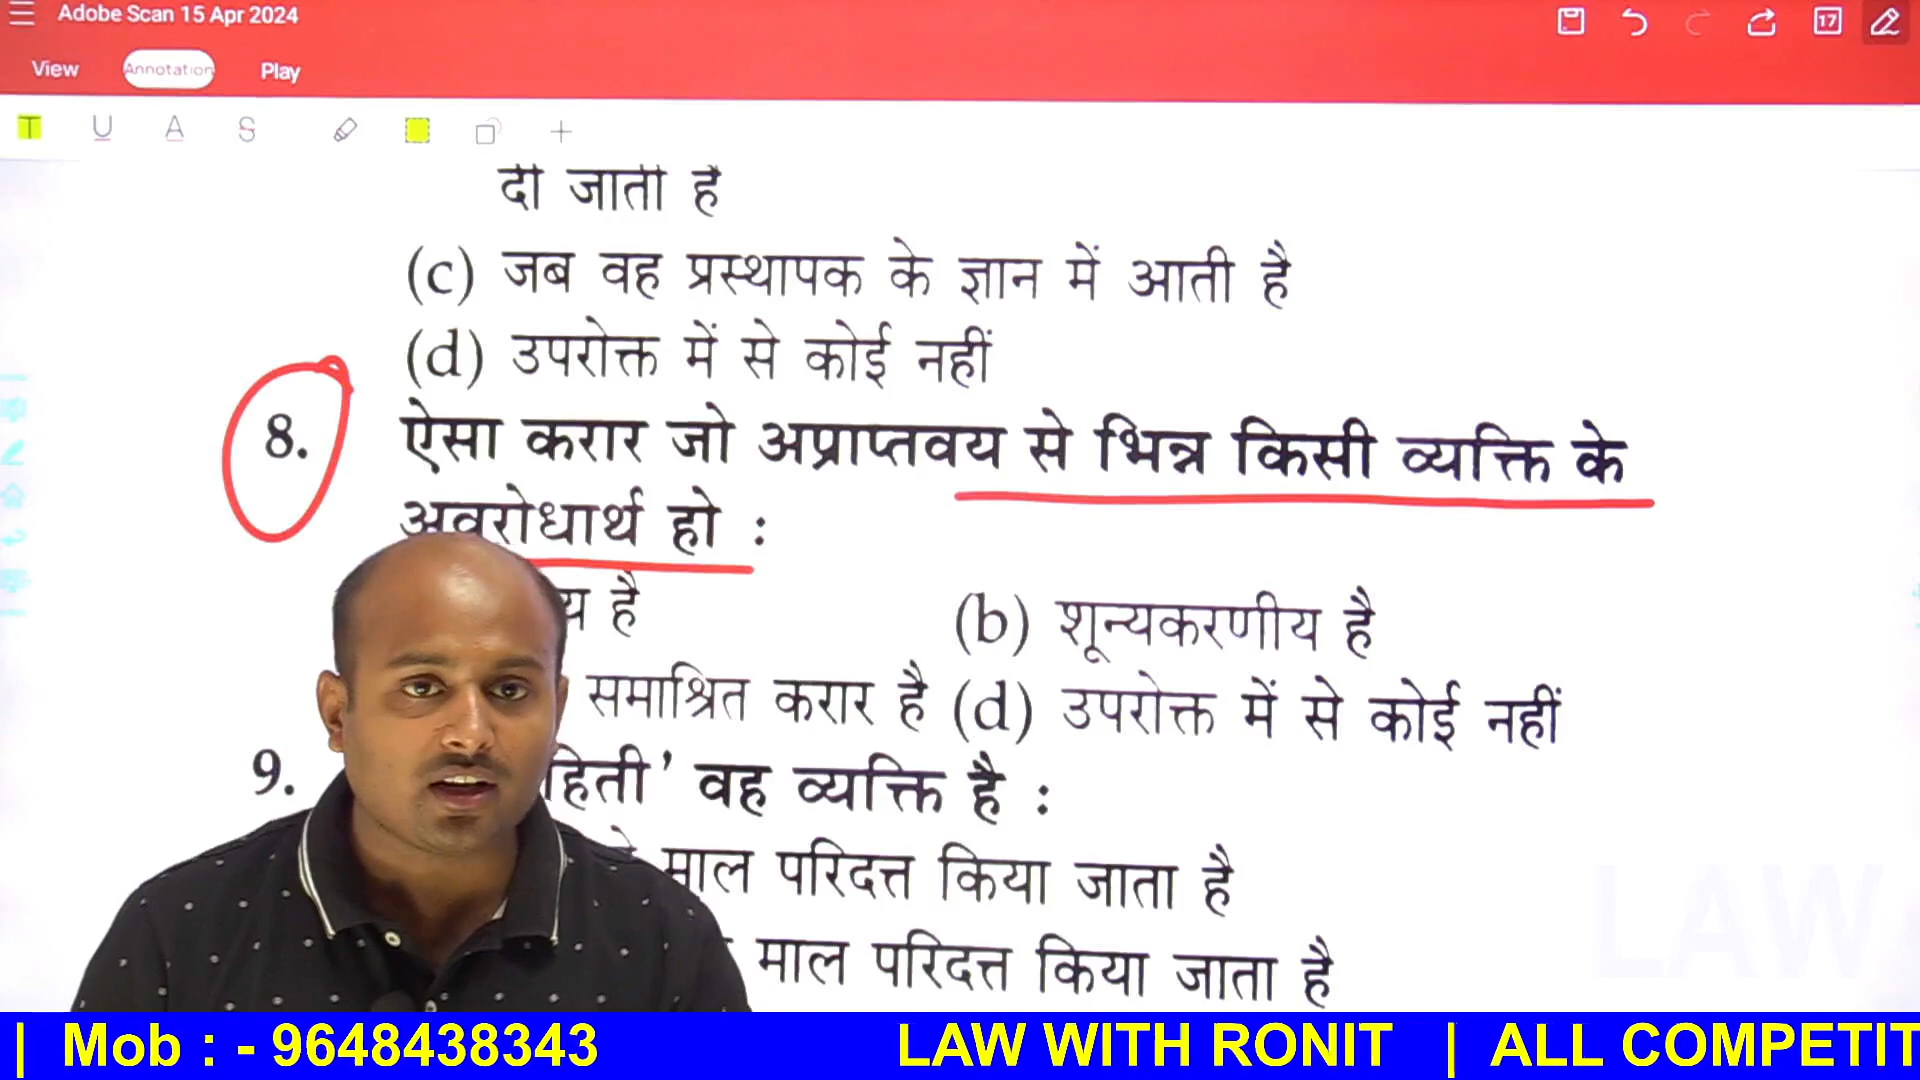 Adobe Scan 15 Apr 2024
17
View Annotation Play
T U A S
दी जाती है
(c) जब वह प्रस्थापक के ज्ञान में आती है
(d) उपरोक्त में से कोई नहीं
8. ऐसा करार जो अप्राप्तवय से भिन्न किसी व्यक्ति के
अवरोधार्थ हो :
है
(b) शून्यकरणीय है
समाश्रित करार है (d) उपरोक्त में से कोई नहीं
9. हिती' वह व्यक्ति है :
माल परिदत्त किया जाता है
माल परिदत्त किया जाता है
LAW
| Mob : - 9648438343 LAW WITH RONIT | ALL COMPETIT